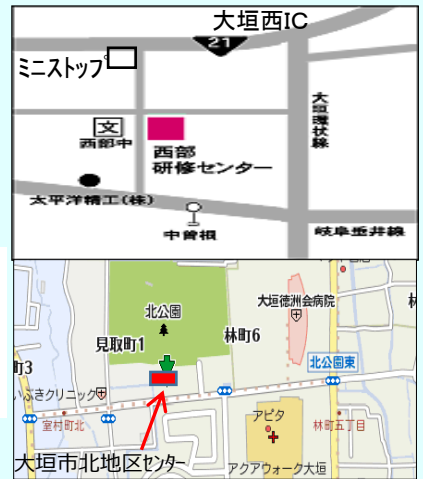 大垣西IC
21
ミニストップ
大垣環状線
文
西部中
西部
研修センター
太平洋精工(株)
中曽根
岐阜垂井線
北公園
大垣徳洲会病院
見取町1
林町6
林
町3
北公園東
いぶきクリニック
室村町北
アピタ
林町五丁目
大垣市北地区センター
アクアウォーク大垣